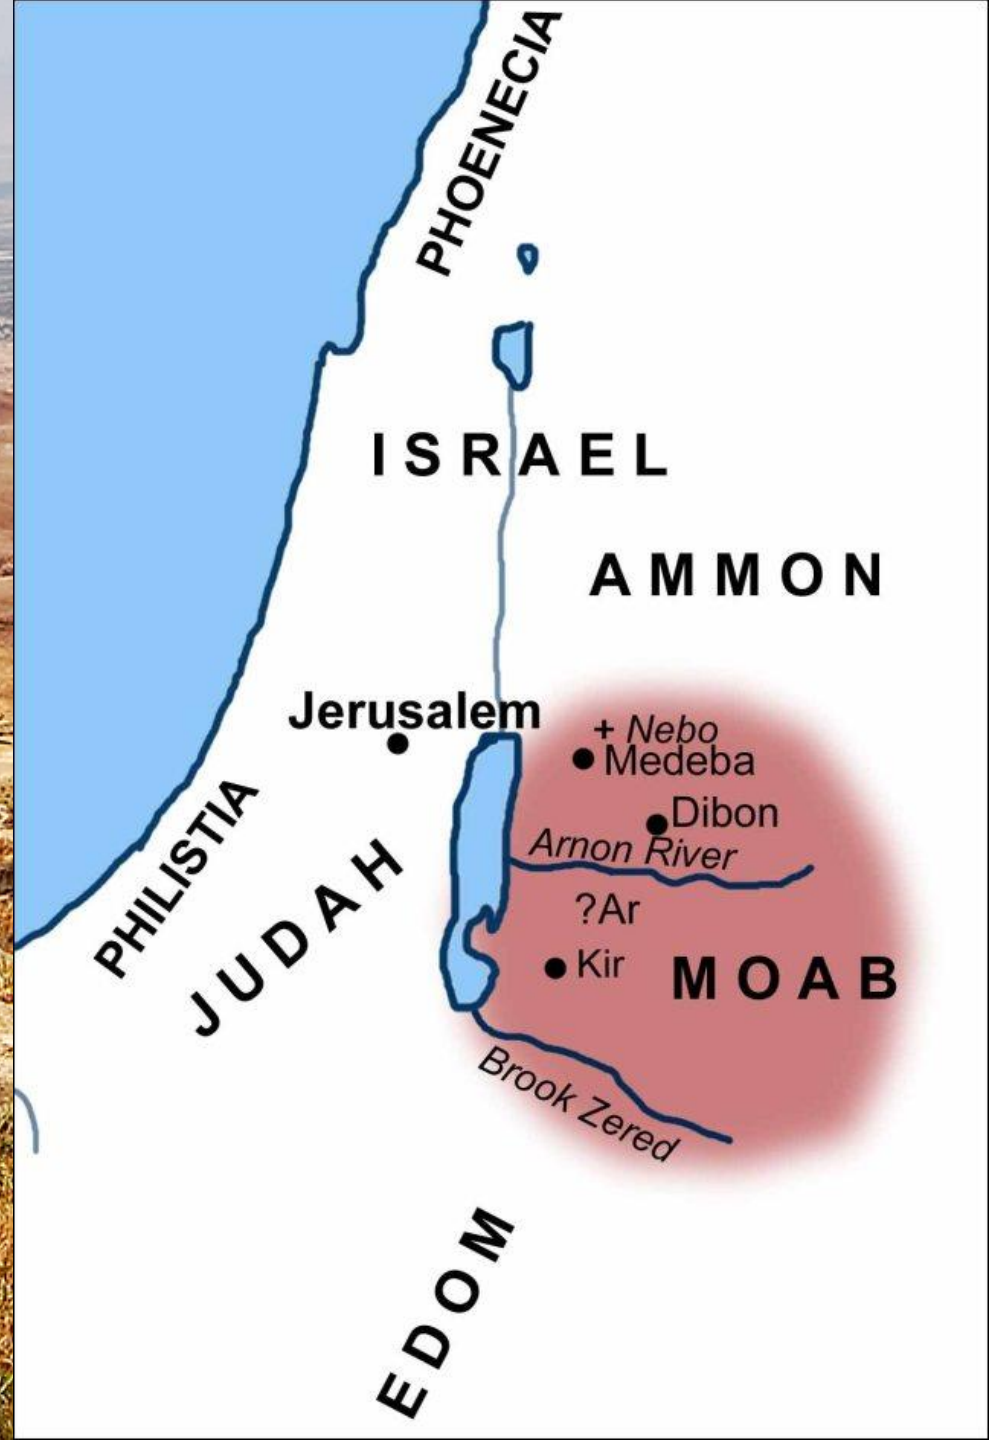 PHOENECIA
ISRAEL
AMMON
Jerusalem
+ Nebo
Medeba
Dibon
Arnon River
PHILISTIA
JUDAH
?Ar
Kir
MOAB
Brook Zered
EDOM